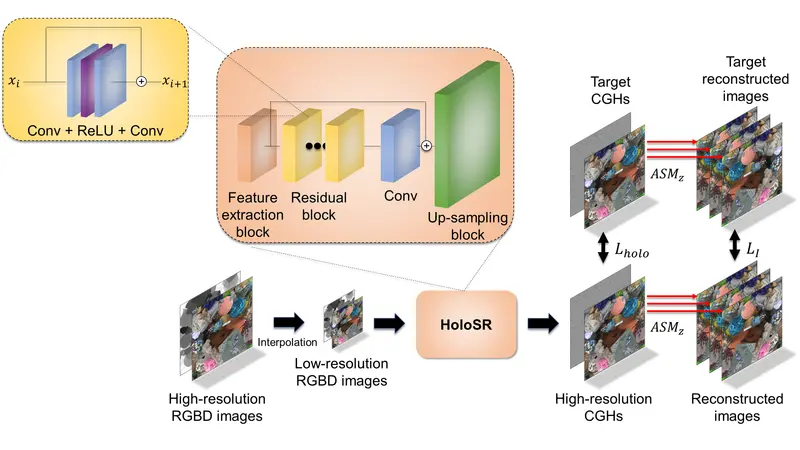 x_i
x_{i+1}
Conv + ReLU + Conv
Feature
extraction
block
Residual
block
Conv
Up-sampling
block
Target
CGHs
Target
reconstructed
images
ASM_z
L_{holo}
L_I
HoloSR
ASM_z
Interpolation
Low-resolution
RGBD images
High-resolution
RGBD images
High-resolution
CGHs
Reconstructed
images